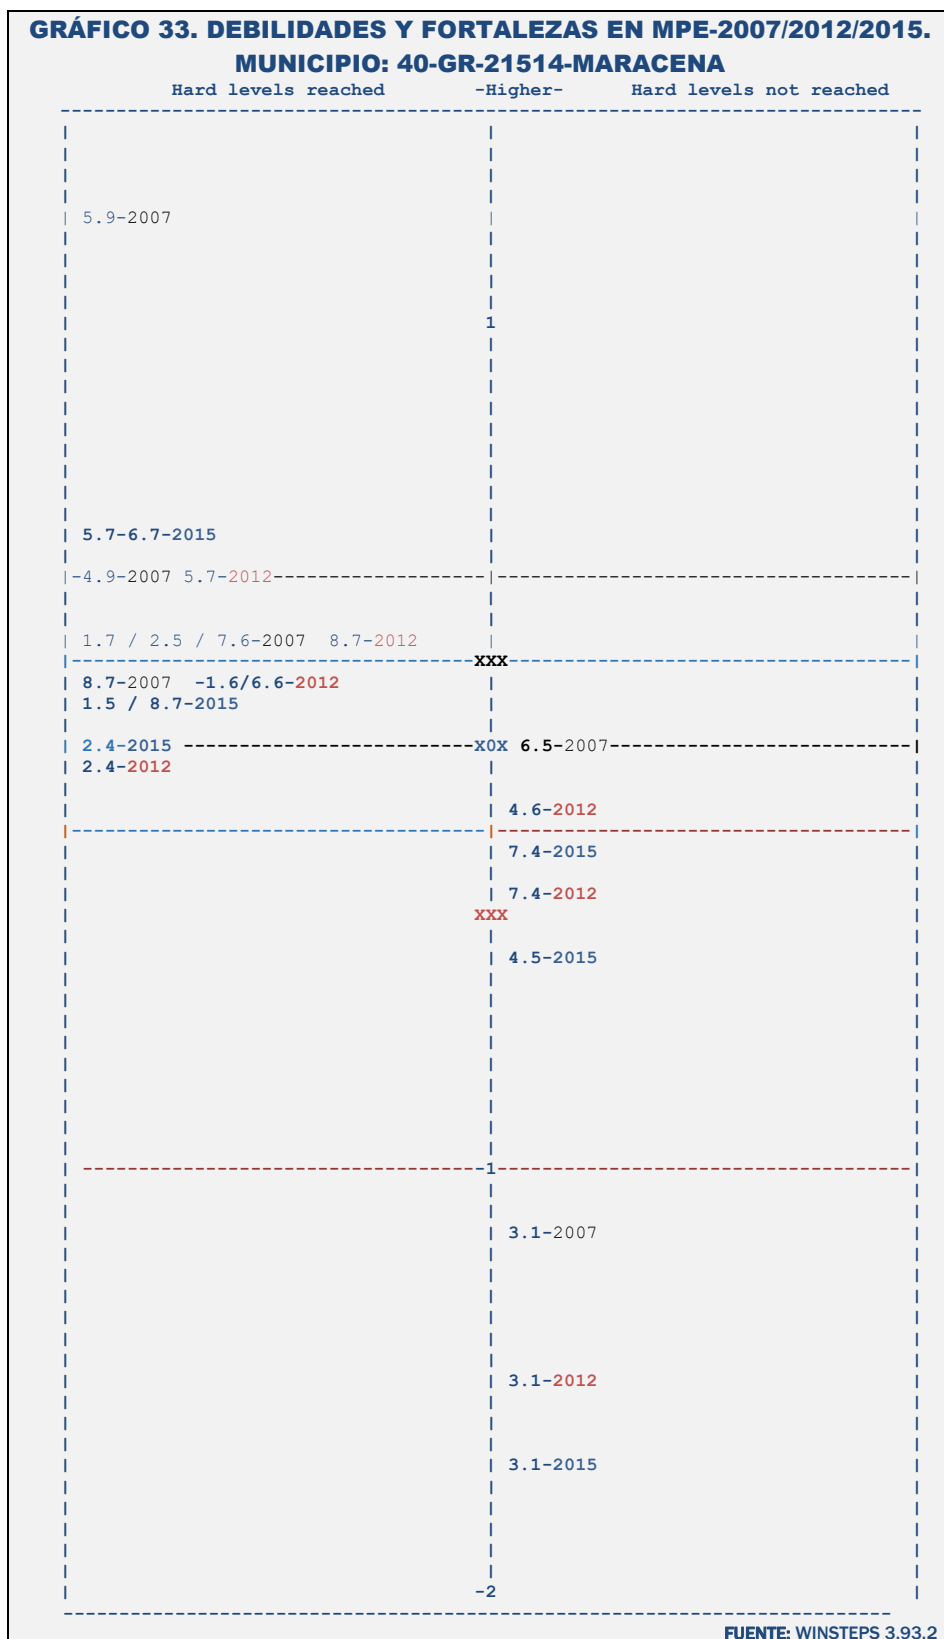 GRÁFICO 33. DEBILIDADES Y FORTALEZAS EN MPE-2007/2012/2015.
MUNICIPIO: 40-GR-21514-MARACENA
Hard levels reached -Higher- Hard levels not reached
5.9-2007
1
5.7-6.7-2015
-4.9-2007 5.7-2012
1.7 / 2.5 / 7.6-2007 8.7-2012
XXX
8.7-2007 -1.6/6.6-2012
1.5 / 8.7-2015
2.4-2015 X0X 6.5-2007
2.4-2012
4.6-2012
7.4-2015
7.4-2012
XXX
4.5-2015
-1
3.1-2007
3.1-2012
3.1-2015
-2
FUENTE: WINSTEPS 3.93.2